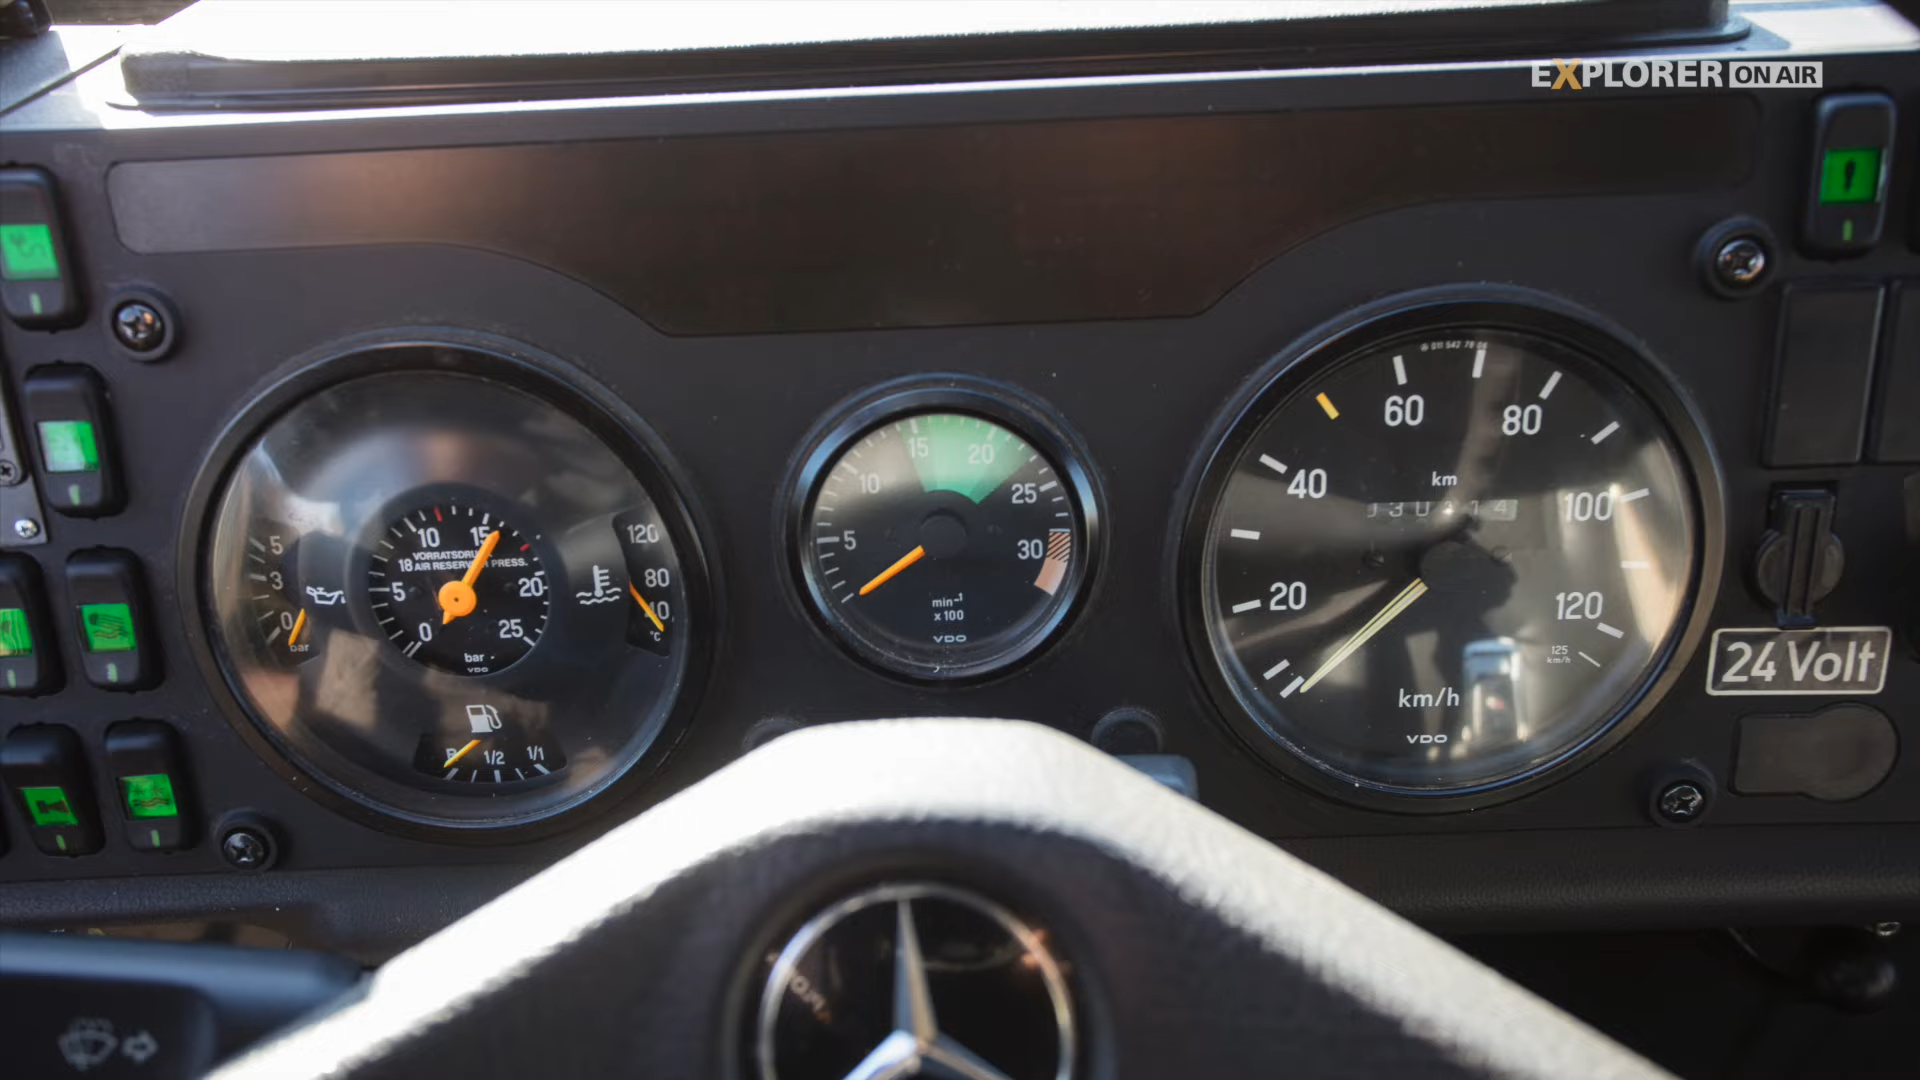 EXPLORER ON AIR
5
3
0
bar
10
15
18
AIR RESERV PRESS.
5
20
0
25
bar
VDO
120
80
°C
R 1/2 1/1
5
10
15
20
25
30
min-1
x 100
VDO
20
40
60
80
100
120
125
km/h
km
km/h
VDO
24 Volt